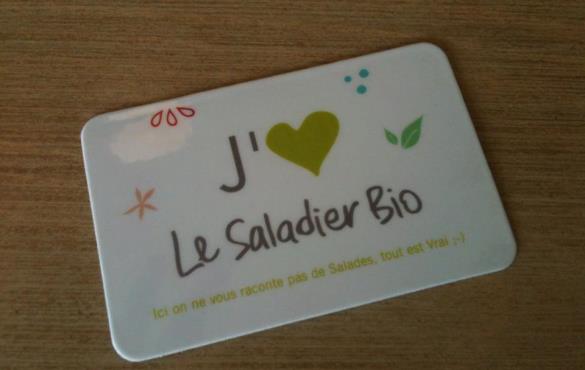 J'
Le Saladier Bio
Ici on ne vous raconte pas de Salades, tout est Vrai ;-)